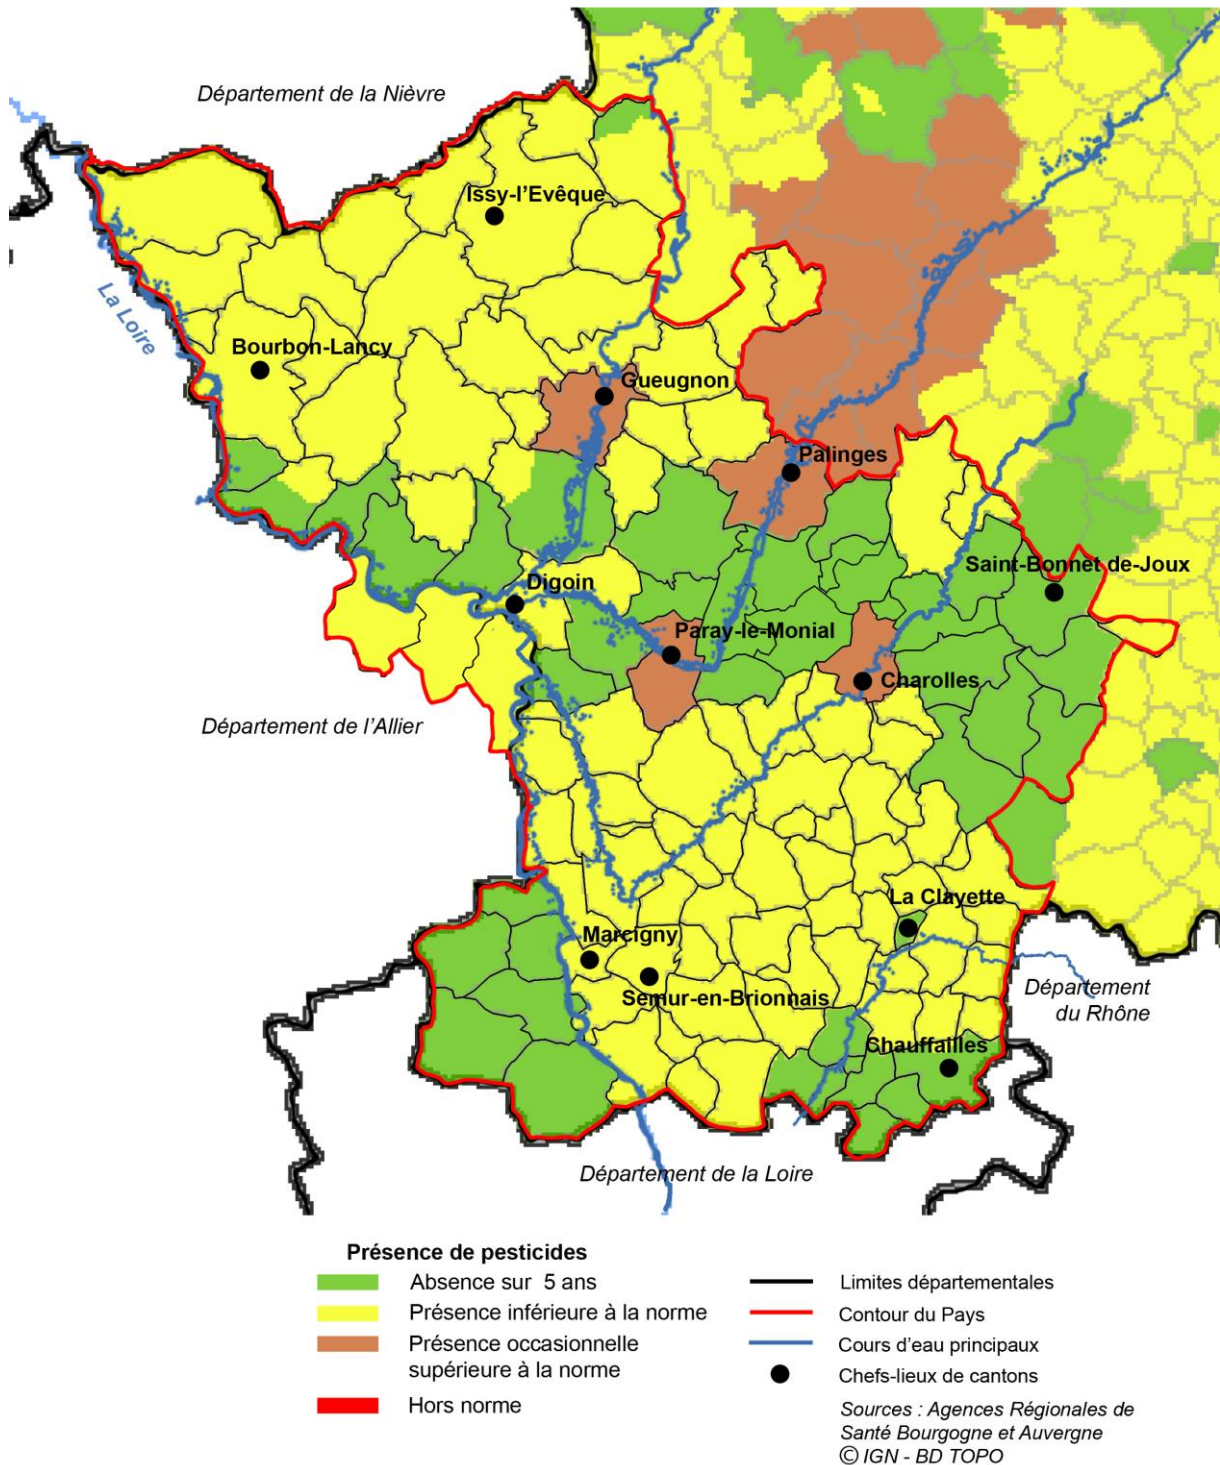 Département de la Nièvre
Issy-l'Evêque
La Loire
Bourbon-Lancy
Gueugnon
Palinges
Saint-Bonnet de-Joux
Digoin
Paray-le-Monial
Charolles
Département de l'Allier
La Clayette
Marcigny
Semur-en-Brionnais
Département
du Rhône
Chauffailles
Département de la Loire
Présence de pesticides
Absence sur 5 ans
Présence inférieure à la norme
Présence occasionnelle
supérieure à la norme
Hors norme
Limites départementales
Contour du Pays
Cours d'eau principaux
Chefs-lieux de cantons
Sources : Agences Régionales de
Santé Bourgogne et Auvergne
© IGN - BD TOPO